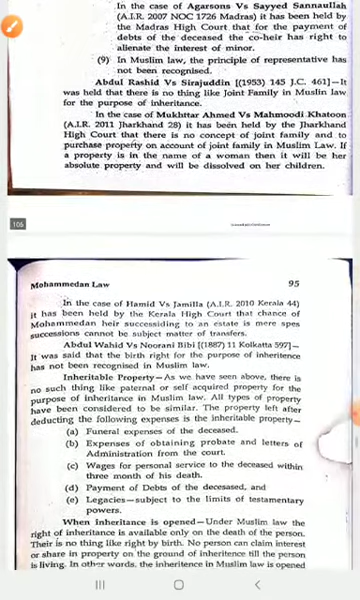 In the case of Agarsons Vs Sayyed Sannaullah
(A.I.R. 2007 NOC 1726 Madras) it has been held by
the Madras High Court that for the payment of
debts of the deceased the co-heir has right to
alienate the interest of minor.
(9) In Muslim law, the principle of representation has
not been recognised.
Abdul Rashid Vs Sirajuddin [(1953) 145 J.C. 461]—It
was held that there is no thing like Joint Family in Muslin law
for the purpose of inheritance.
In the case of Mukhitar Ahmed Vs Mahmoodi Khatoon
(A.I.R. 2011 Jharkhand 28) it has been held by the Jharkhand
High Court that there is no concept of joint family and to
purchase property on account of joint family in Muslim Law. If
a property is in the name of a woman then it will be her
absolute property and will be dissolved on her children.
106
Mohammedan Law 95
In the case of Hamid Vs Jamilla (A.I.R. 2010 Kerala 44)
it has been held by the Kerala High Court that chance of
Mohammedan heir successiding to an estate is mere spes
successions cannot be subject matter of transfers.
Abdul Wahid Vs Noorani Bibi [(1887) 11 Kolkatta 597]—
It was said that the birth right for the purpose of inheritence
has not been recognised in Muslim law.
Inheritable Property—As we have seen above, there is
no such thing like paternal or self acquired property for the
purpose of inheritance in Muslim law. All types of property
have been considered to be similar. The property left after
deducting the following expenses is the inheritable property—
(a) Funeral expenses of the deceased.
(b) Expenses of obtaining probate and letters of
Administration from the court.
(c) Wages for personal service to the deceased within
three month of his death.
(d) Payment of Debts of the deceased, and
(e) Legacies—subject to the limits of testamentary
powers.
When inheritance is opened—Under Muslim law the
right of inheritance is available only on the death of the person.
Their is no thing like right by birth. No person can claim interest
or share in property on the ground of inheritance till the person
is living. In other words, the inheritance in Muslim law is opened